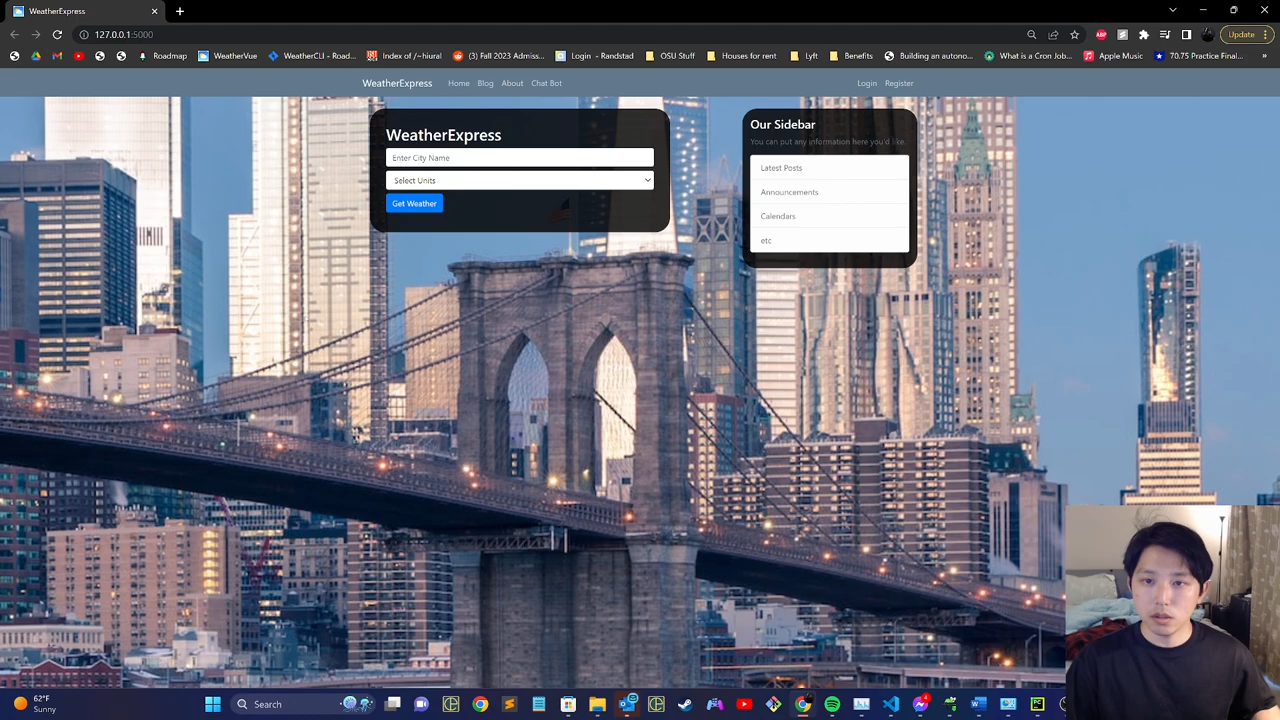 WeatherExpress
127.0.0.1:5000
ABP
Update
Roadmap
WeatherVue
WeatherCLI - Road...
Index of /~hiural
(3) Fall 2023 Admiss...
Login - Randstad
OSU Stuff
Houses for rent
Lyft
Benefits
Building an autono...
What is a Cron Job...
Apple Music
70.75 Practice Final...
»
WeatherExpress
Home
Blog
About
Chat Bot
Login
Register
WeatherExpress
Enter City Name
Select Units
Get Weather
Our Sidebar
You can put any information here you'd like.
Latest Posts
Announcements
Calendars
etc
62°F
Sunny
Search
4